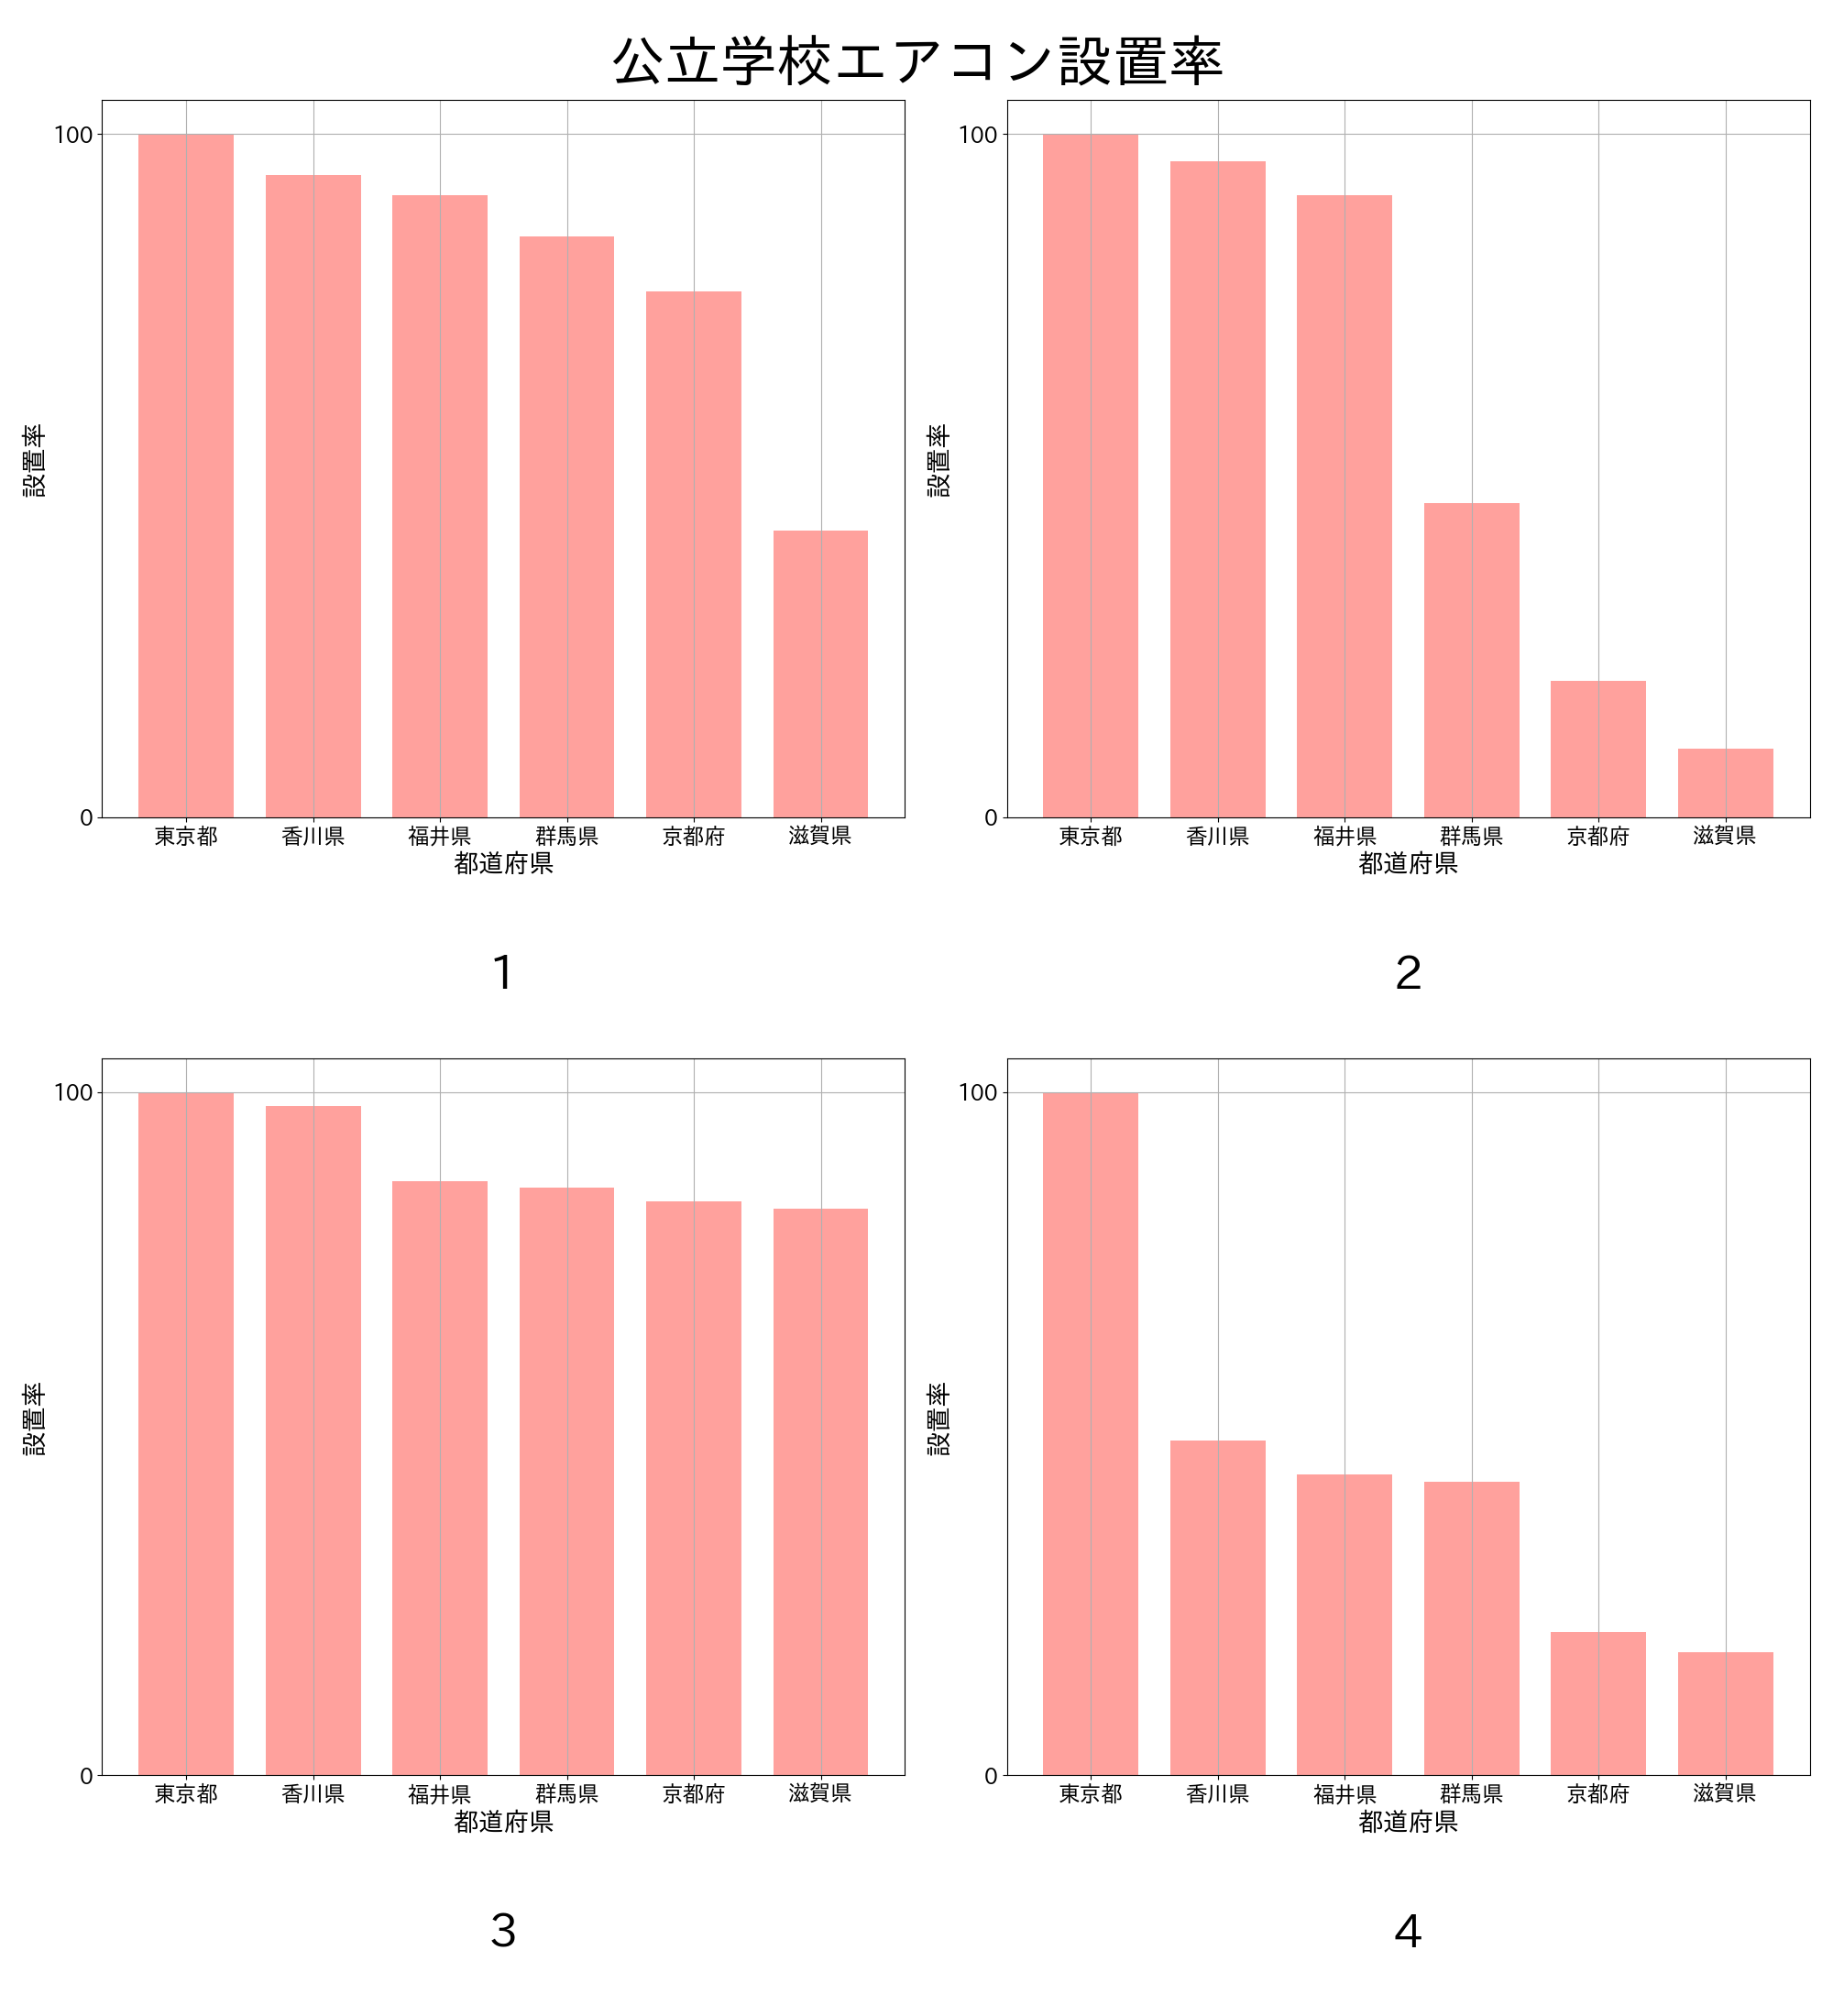 公立学校エアコン設置率
100
0
設置率
東京都 香川県 福井県 群馬県 京都府 滋賀県
都道府県
1
100
0
設置率
東京都 香川県 福井県 群馬県 京都府 滋賀県
都道府県
2
100
0
設置率
東京都 香川県 福井県 群馬県 京都府 滋賀県
都道府県
3
100
0
設置率
東京都 香川県 福井県 群馬県 京都府 滋賀県
都道府県
4